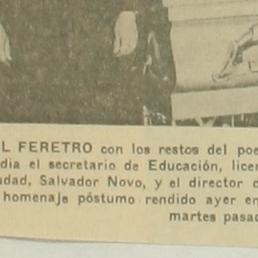 L FERETRO con los restos del poe
dia el secretario de Educación, licen
udad, Salvador Novo, y el director d
homenaje póstumo rendido ayer en
martes pasad